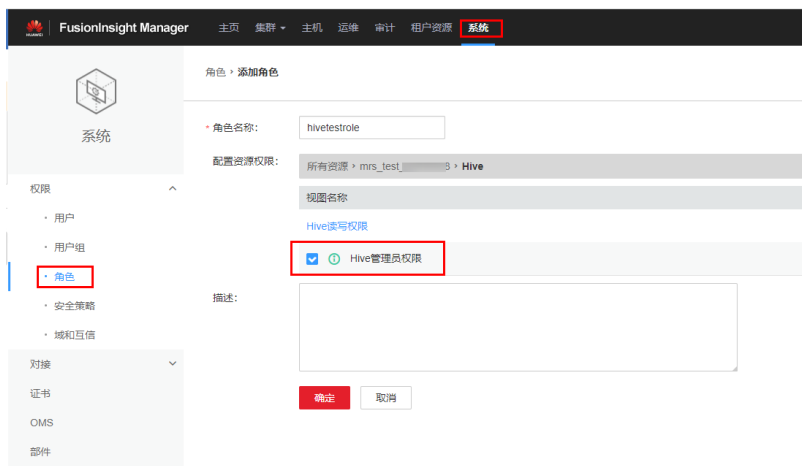 HUAWEI FusionInsight Manager 主页 集群 主机 运维 审计 租户资源 系统
角色 › 添加角色
系统
* 角色名称: hivetestrole
配置资源权限: 所有资源 › mrs_test_ 8 › Hive
视图名称
Hive读写权限
Hive管理员权限
描述:
确定 取消
权限
· 用户
· 用户组
· 角色
· 安全策略
· 域和互信
对接
证书
OMS
部件